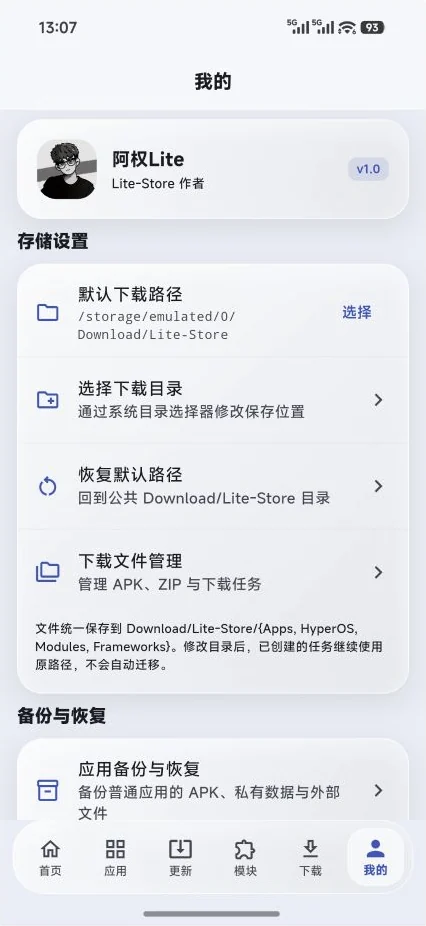 13:07
5G 5G 93
我的
阿权Lite
Lite-Store 作者
v1.0
存储设置
默认下载路径
/storage/emulated/0/
Download/Lite-Store
选择
选择下载目录
通过系统目录选择器修改保存位置
恢复默认路径
回到公共 Download/Lite-Store 目录
下载文件管理
管理 APK、ZIP 与下载任务
文件统一保存到 Download/Lite-Store/{Apps, HyperOS,
Modules, Frameworks}。修改目录后，已创建的任务继续使用
原路径，不会自动迁移。
备份与恢复
应用备份与恢复
备份普通应用的 APK、私有数据与外部
文件
首页 应用 更新 模块 下载 我的